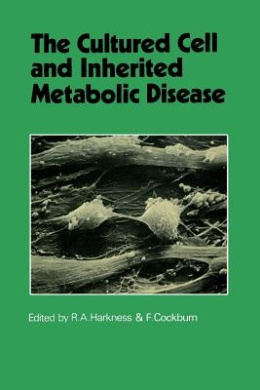 The Cultured Cell
and Inherited
Metabolic Disease
Edited by R.A.Harkness & F.Cockburn